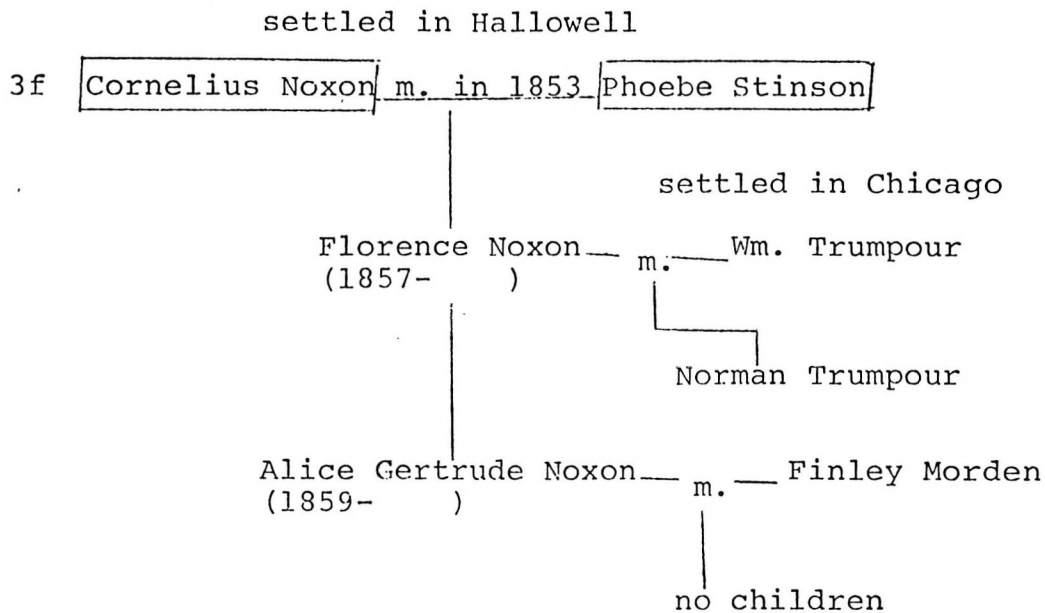 settled in Hallowell
3f Cornelius Noxon m. in 1853 Phoebe Stinson
settled in Chicago
Florence Noxon m. Wm. Trumpour
(1857-     )
Norman Trumpour
Alice Gertrude Noxon m. Finley Morden
(1859-     )
no children